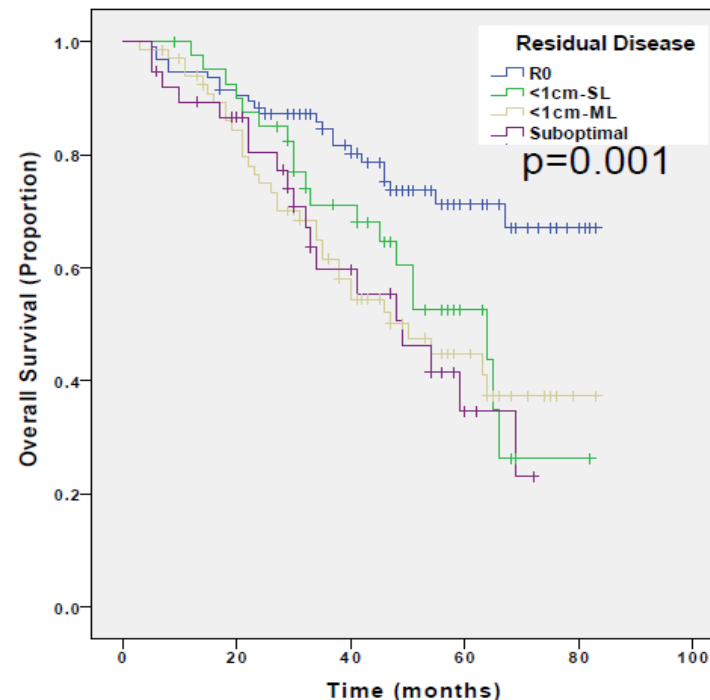 Residual Disease
R0
<1cm-SL
<1cm-ML
Suboptimal
p=0.001
Overall Survival (Proportion)
1.0
0.8
0.6
0.4
0.2
0.0
0 20 40 60 80 100
Time (months)